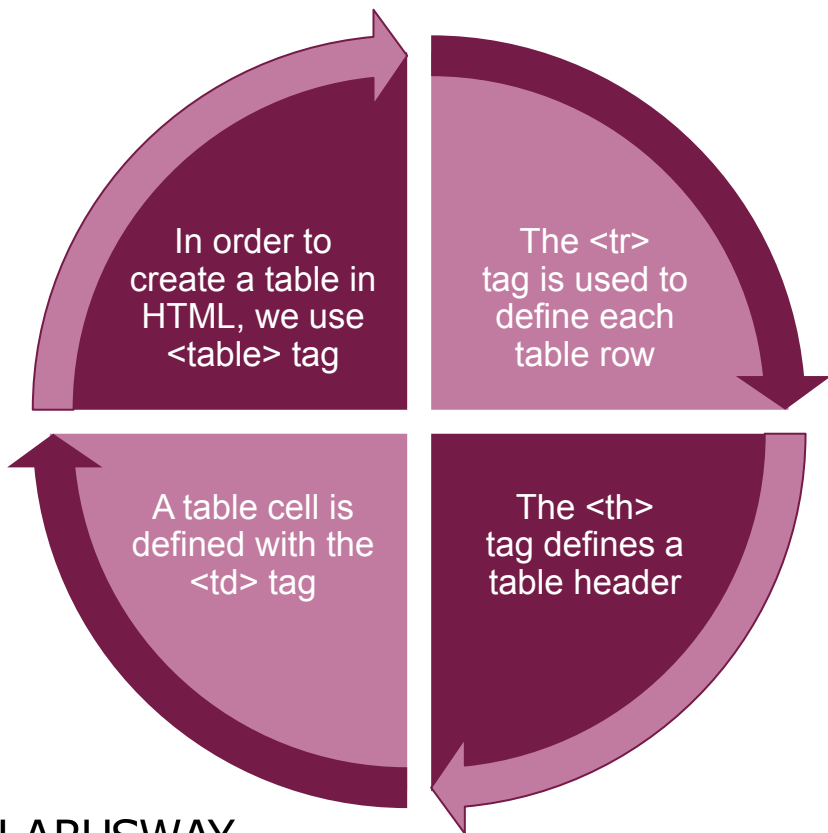 In order to
create a table in
HTML, we use
<table> tag
The <tr>
tag is used to
define each
table row
The <th>
tag defines a
table header
A table cell is
defined with the
<td> tag